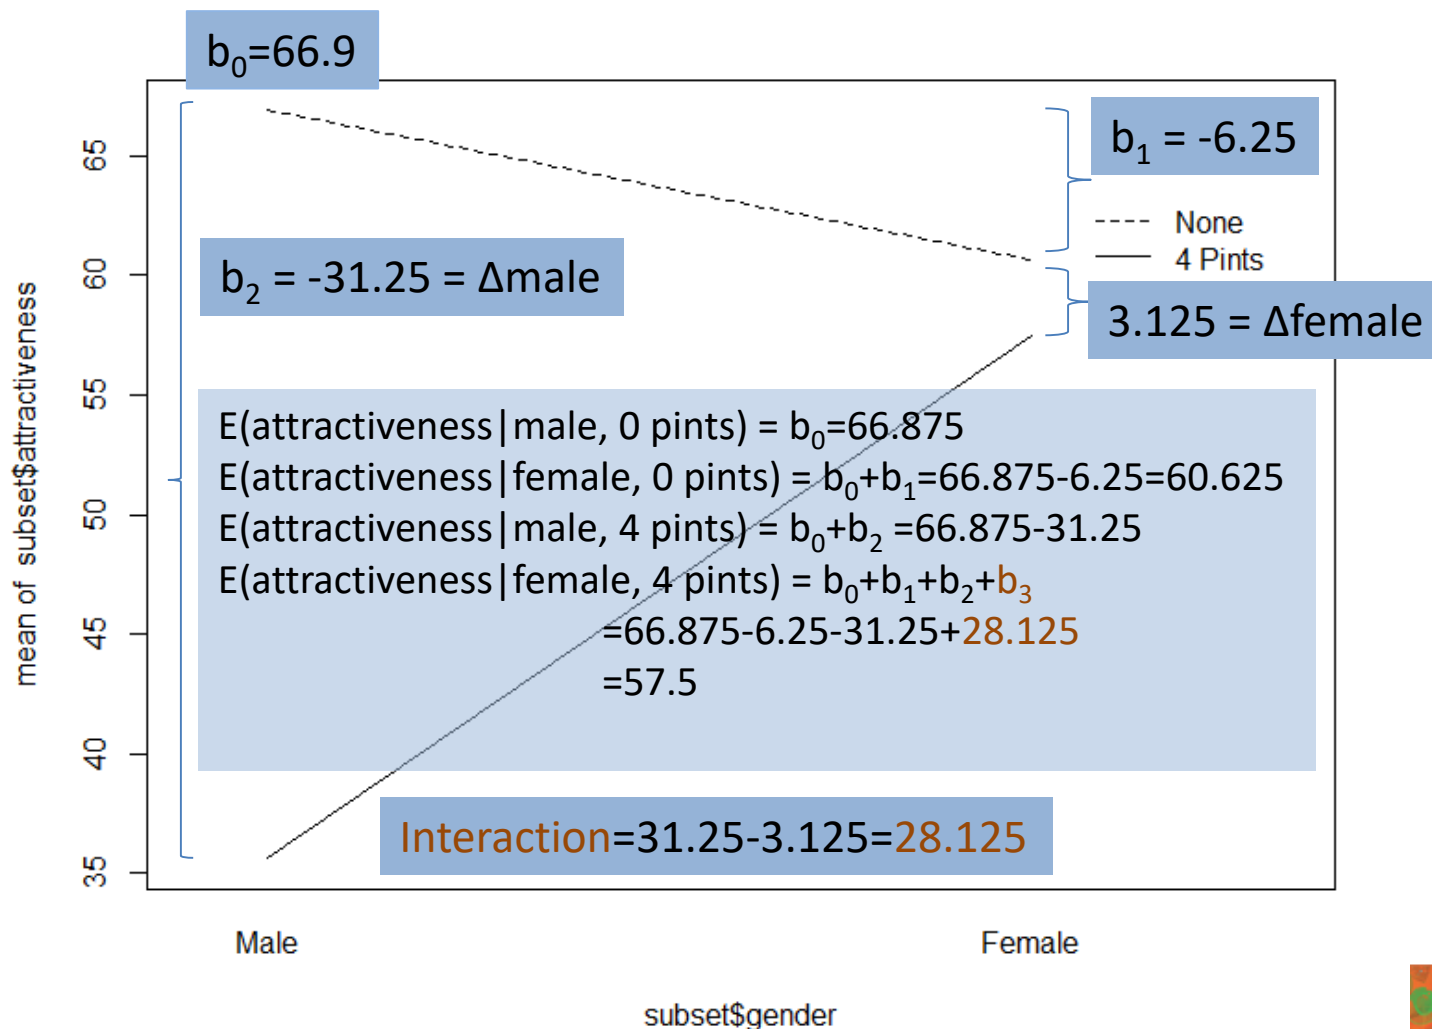 b₀=66.9
b₁ = -6.25
None
4 Pints
b₂ = -31.25 = Δmale
3.125 = Δfemale
E(attractiveness|male, 0 pints) = b₀=66.875
E(attractiveness|female, 0 pints) = b₀+b₁=66.875-6.25=60.625
E(attractiveness|male, 4 pints) = b₀+b₂ =66.875-31.25
E(attractiveness|female, 4 pints) = b₀+b₁+b₂+b₃
=66.875-6.25-31.25+28.125
=57.5
Interaction=31.25-3.125=28.125
mean of subset$attractiveness
65
60
55
50
45
40
35
Male
Female
subset$gender